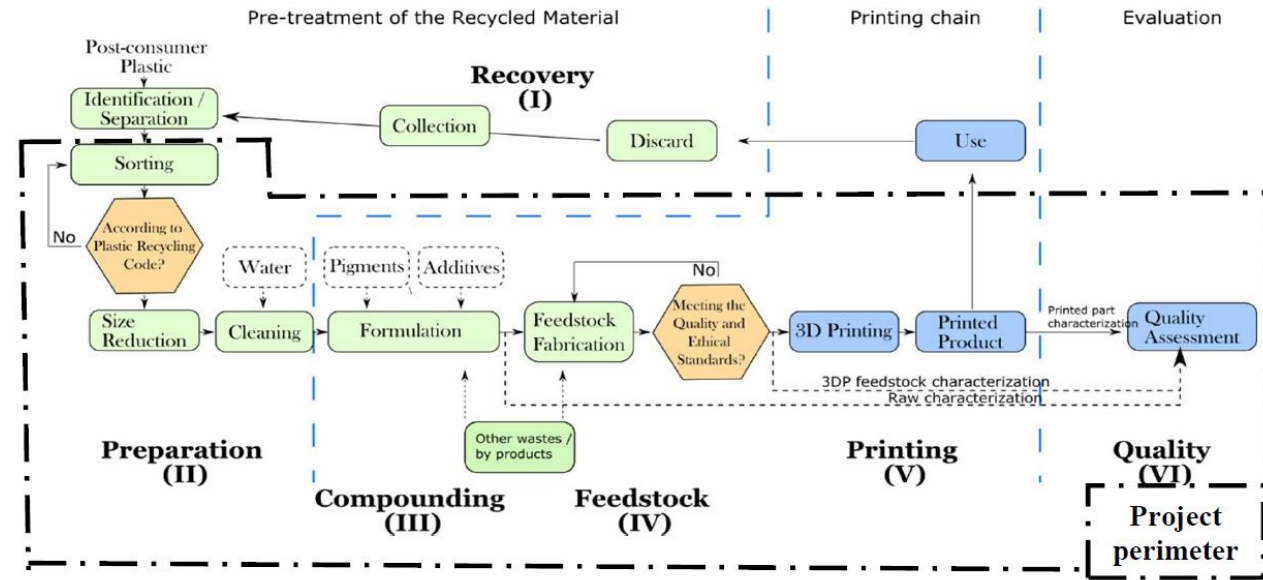 Pre-treatment of the Recycled Material
Printing chain
Evaluation
Post-consumer
Plastic
Identification /
Separation
Recovery
(I)
Collection
Discard
Use
Sorting
No
According to
Plastic Recycling
Code?
Water
Pigments
Additives
No
Size
Reduction
Cleaning
Formulation
Feedstock
Fabrication
Meeting the
Quality and
Ethical
Standards?
3D Printing
Printed
Product
Printed part
characterization
Quality
Assessment
3DP feedstock characterization
Raw characterization
Other wastes /
by products
Preparation
(II)
Compounding
(III)
Feedstock
(IV)
Printing
(V)
Quality
(VI)
Project
perimeter